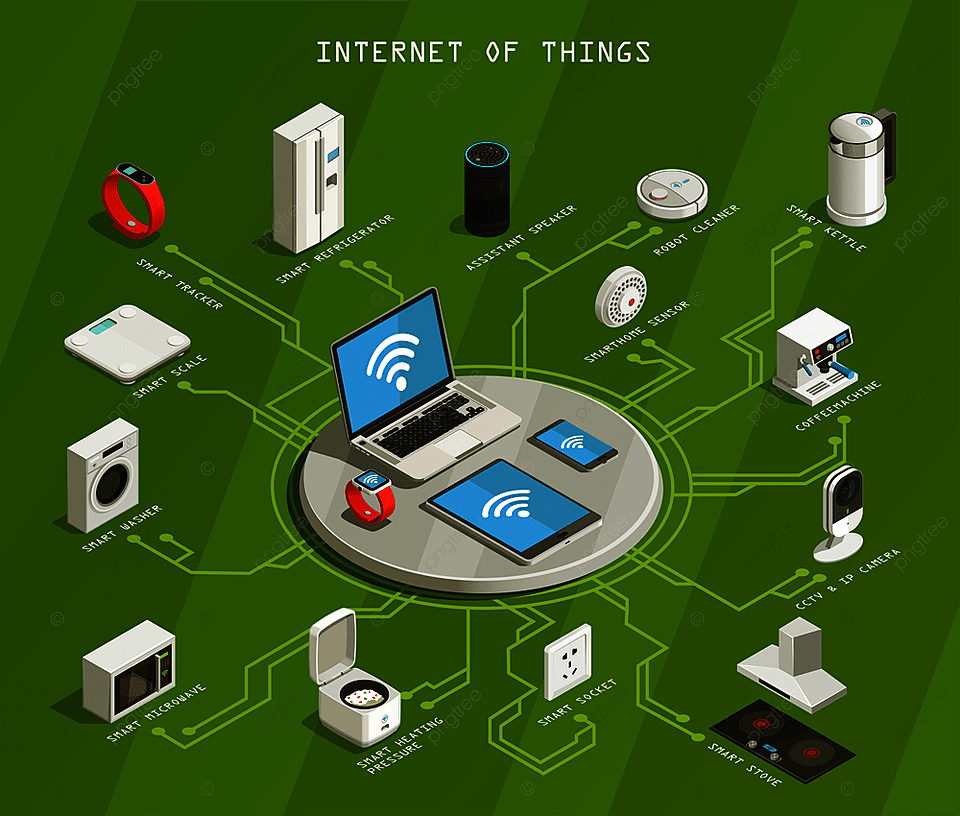 INTERNET OF THINGS
SMART TRACKER
SMART REFRIGERATOR
ASSISTANT SPEAKER
ROBOT CLEANER
SMART KETTLE
SMART SCALE
SMARTHOME SENSOR
COFFEEMACHINE
SMART WASHER
CCTV & IP CAMERA
SMART MICROWAVE
SMART HEATING
PRESSURE
SMART SOCKET
SMART STOVE
pngtree